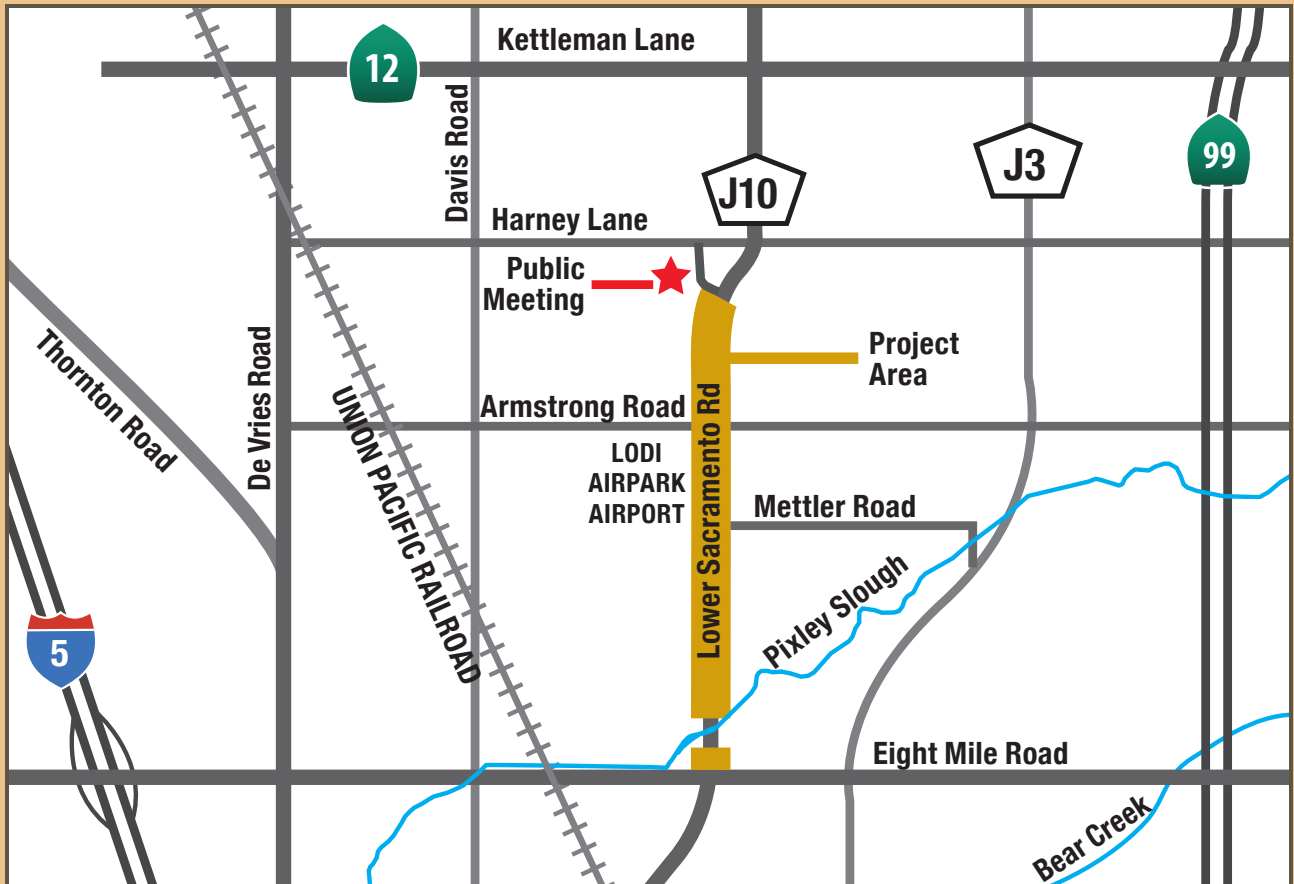 Kettleman Lane
12
Davis Road
99
J3
J10
Harney Lane
Public
Meeting
Project
Area
Thornton Road
De Vries Road
UNION PACIFIC RAILROAD
Armstrong Road
Lower Sacramento Rd
LODI
AIRPARK
AIRPORT
Mettler Road
Pixley Slough
5
Eight Mile Road
Bear Creek